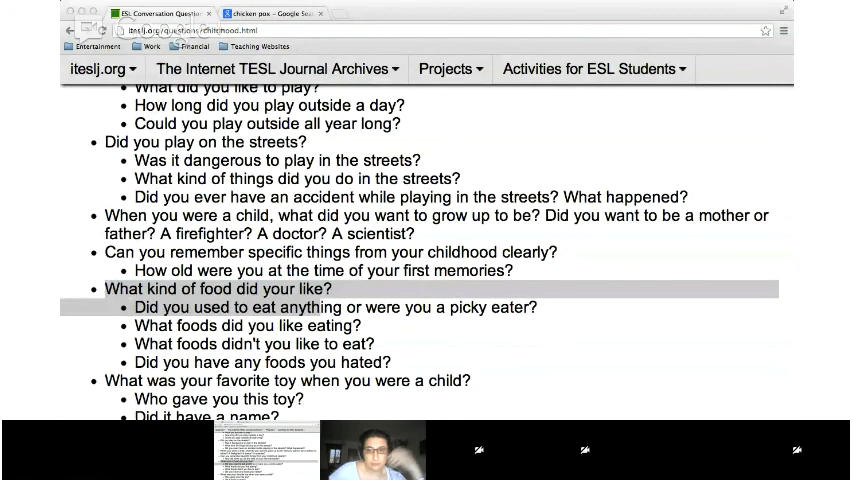 ESL Conversation Question
chicken pox - Google Sear
iteslj.org/questions/childhood.html
Entertainment Work Financial Teaching Websites
iteslj.org The Internet TESL Journal Archives Projects Activities for ESL Students
What did you like to play?
How long did you play outside a day?
Could you play outside all year long?
Did you play on the streets?
Was it dangerous to play in the streets?
What kind of things did you do in the streets?
Did you ever have an accident while playing in the streets? What happened?
When you were a child, what did you want to grow up to be? Did you want to be a mother or
father? A firefighter? A doctor? A scientist?
Can you remember specific things from your childhood clearly?
How old were you at the time of your first memories?
What kind of food did your like?
Did you used to eat anything or were you a picky eater?
What foods did you like eating?
What foods didn't you like to eat?
Did you have any foods you hated?
What was your favorite toy when you were a child?
Who gave you this toy?
Did it have a name?